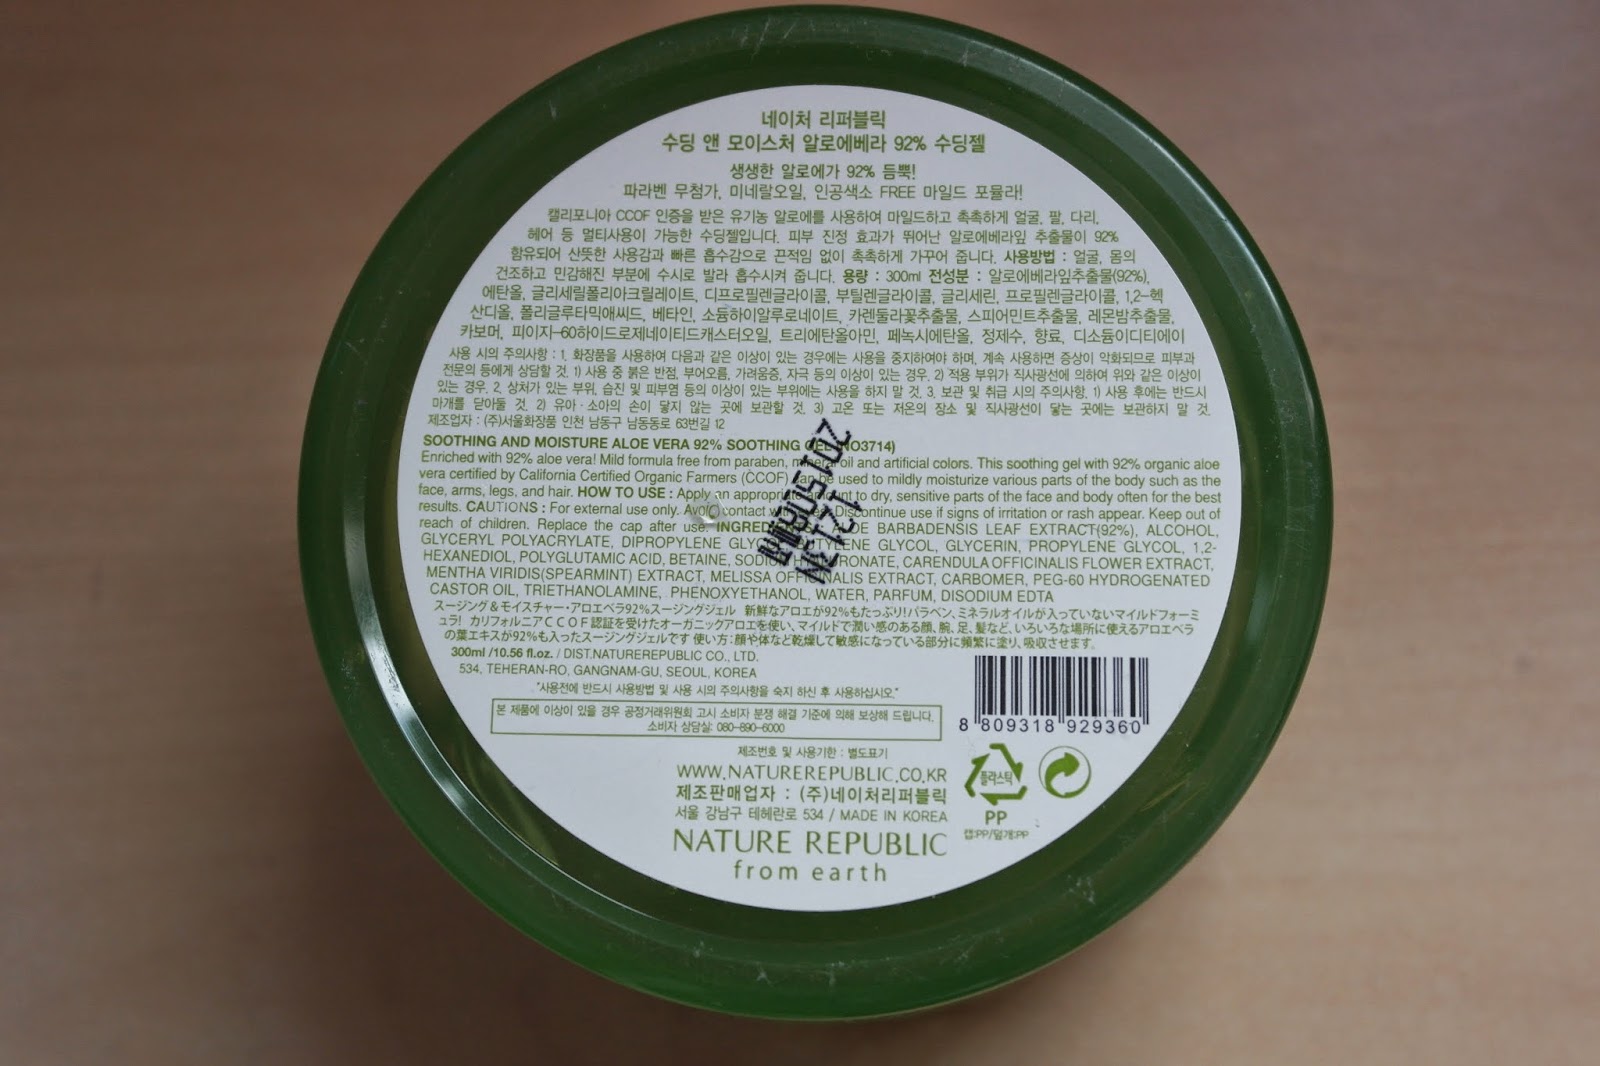 네이처 리퍼블릭
수딩 앤 모이스처 알로에베라 92% 수딩젤
생생한 알로에가 92% 듬뿍!
파라벤 무첨가, 미네랄오일, 인공색소 FREE 마일드 포뮬라!
캘리포니아 CCOF 인증을 받은 유기농 알로에를 사용하여 마일드하고 촉촉하게 얼굴, 팔, 다리,
헤어 등 멀티사용이 가능한 수딩젤입니다. 피부 진정 효과가 뛰어난 알로에베라잎 추출물이 92%
함유되어 산뜻한 사용감과 빠른 흡수감으로 끈적임 없이 촉촉하게 가꾸어 줍니다. 사용방법 : 얼굴, 몸의
건조하고 민감해진 부분에 수시로 발라 흡수시켜 줍니다. 용량 : 300ml 전성분 : 알로에베라잎추출물(92%),
에탄올, 글리세릴폴리아크릴레이트, 디프로필렌글라이콜, 부틸렌글라이콜, 글리세린, 프로필렌글라이콜, 1,2-헥
산디올, 폴리글루타믹애씨드, 베타인, 소듐하이알루로네이트, 카렌둘라꽃추출물, 스피어민트추출물, 레몬밤추출물,
카보머, 피이지-60하이드로제네이티드캐스터오일, 트리에탄올아민, 페녹시에탄올, 정제수, 향료, 디소듐이디티에이
사용 시의 주의사항 : 1. 화장품을 사용하여 다음과 같은 이상이 있는 경우에는 사용을 중지하여야 하며, 계속 사용하면 증상이 악화되므로 피부과
전문의 등에게 상담할 것. 1) 사용 중 붉은 반점, 부어오름, 가려움증, 자극 등의 이상이 있는 경우. 2) 적용 부위가 직사광선에 의하여 위와 같은 이상이
있는 경우. 2. 상처가 있는 부위, 습진 및 피부염 등의 이상이 있는 부위에는 사용을 하지 말 것. 3. 보관 및 취급 시의 주의사항. 1) 사용 후에는 반드시
마개를 닫아둘 것. 2) 유아·소아의 손이 닿지 않는 곳에 보관할 것. 3) 고온 또는 저온의 장소 및 직사광선이 닿는 곳에는 보관하지 말 것.
제조업자 : (주)서울화장품 인천 남동구 남동동로 63번길 12
SOOTHING AND MOISTURE ALOE VERA 92% SOOTHING GEL(NO3714)
Enriched with 92% aloe vera! Mild formula free from paraben, mineral oil and artificial colors. This soothing gel with 92% organic aloe
vera certified by California Certified Organic Farmers (CCOF) can be used to mildly moisturize various parts of the body such as the
face, arms, legs, and hair. HOW TO USE : Apply an appropriate amount to dry, sensitive parts of the face and body often for the best
results. CAUTIONS : For external use only. Avoid contact Discontinue use if signs of irritation or rash appear. Keep out of
reach of children. Replace the cap after use. INGREDIENTS : ALOE BARBADENSIS LEAF EXTRACT(92%), ALCOHOL,
GLYCERYL POLYACRYLATE, DIPROPYLENE GLYCOL, BUTYLENE GLYCOL, GLYCERIN, PROPYLENE GLYCOL, 1,2-
HEXANEDIOL, POLYGLUTAMIC ACID, BETAINE, SODIUM HYALURONATE, CARENDULA OFFICINALIS FLOWER EXTRACT,
MENTHA VIRIDIS(SPEARMINT) EXTRACT, MELISSA OFFICINALIS EXTRACT, CARBOMER, PEG-60 HYDROGENATED
CASTOR OIL, TRIETHANOLAMINE, PHENOXYETHANOL, WATER, PARFUM, DISODIUM EDTA
スージング&モイスチャー・アロエベラ92%スージングジェル 新鮮なアロエが92%もたっぷり!パラベン、ミネラルオイルが入っていないマイルドフォーミ
ュラ! カリフォルニアCCOF認証を受けたオーガニックアロエを使い、マイルドで潤い感のある顔、腕、足、髪など、いろいろな場所に使えるアロエベラ
の葉エキスが92%も入ったスージングジェルです 使い方:顔や体など乾燥して敏感になっている部分に頻繁に塗り、吸収させます。
300ml /10.56 fl.oz. / DIST.NATUREREPUBLIC CO., LTD.
534, TEHERAN-RO, GANGNAM-GU, SEOUL, KOREA
"사용전에 반드시 사용방법 및 사용 시의 주의사항을 숙지 하신 후 사용하십시오."
본 제품에 이상이 있을 경우 공정거래위원회 고시 소비자 분쟁 해결 기준에 의해 보상해 드립니다.
소비자 상담실: 080-890-6000
8 809318 929360
제조번호 및 사용기한 : 별도표기
WWW.NATUREREPUBLIC.CO.KR
제조판매업자 : (주)네이처리퍼블릭
서울 강남구 테헤란로 534 / MADE IN KOREA
NATURE REPUBLIC
from earth
플라스틱
PP
캡:PP/덮개:PP